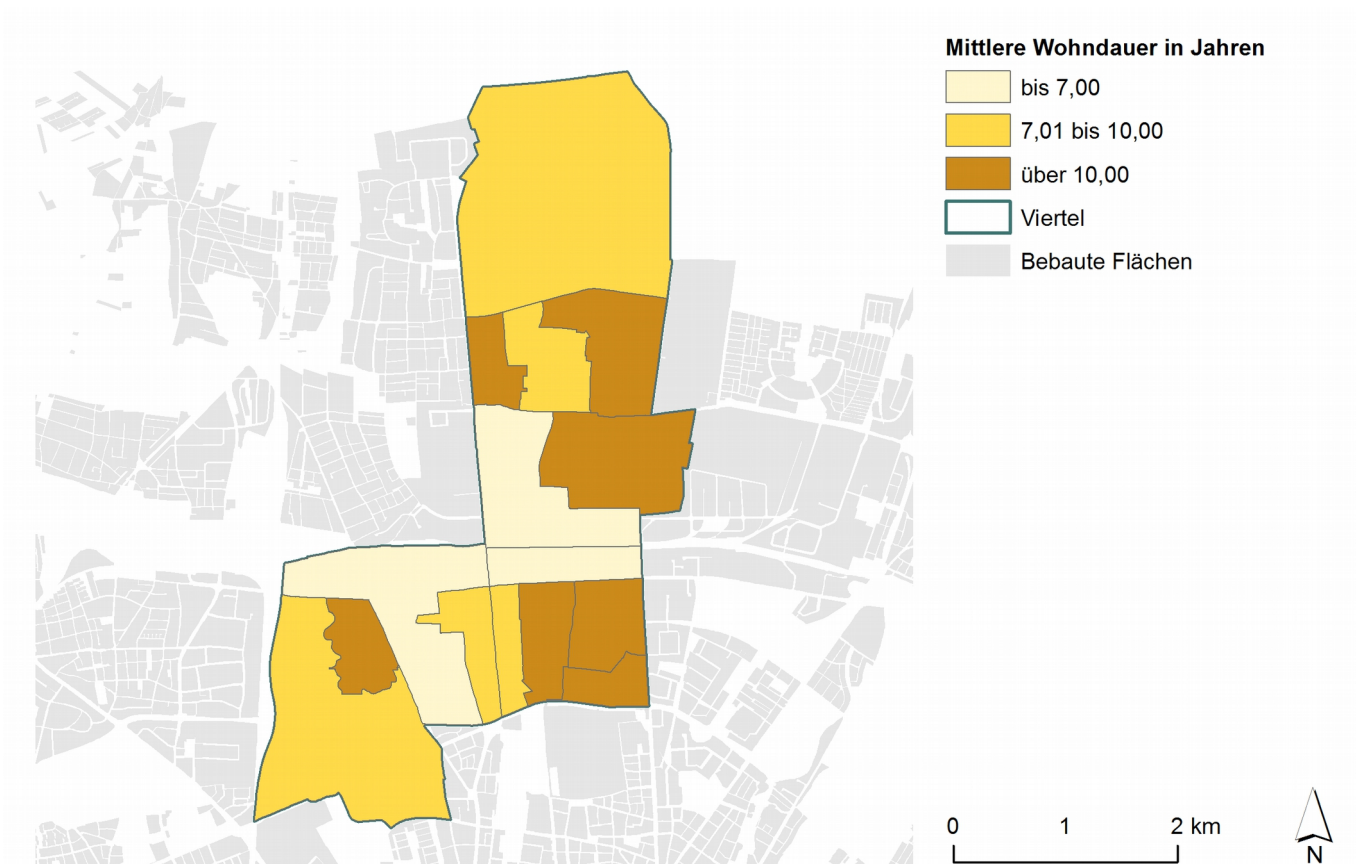 Mittlere Wohndauer in Jahren
bis 7,00
7,01 bis 10,00
über 10,00
Viertel
Bebaute Flächen
0 1 2 km
N